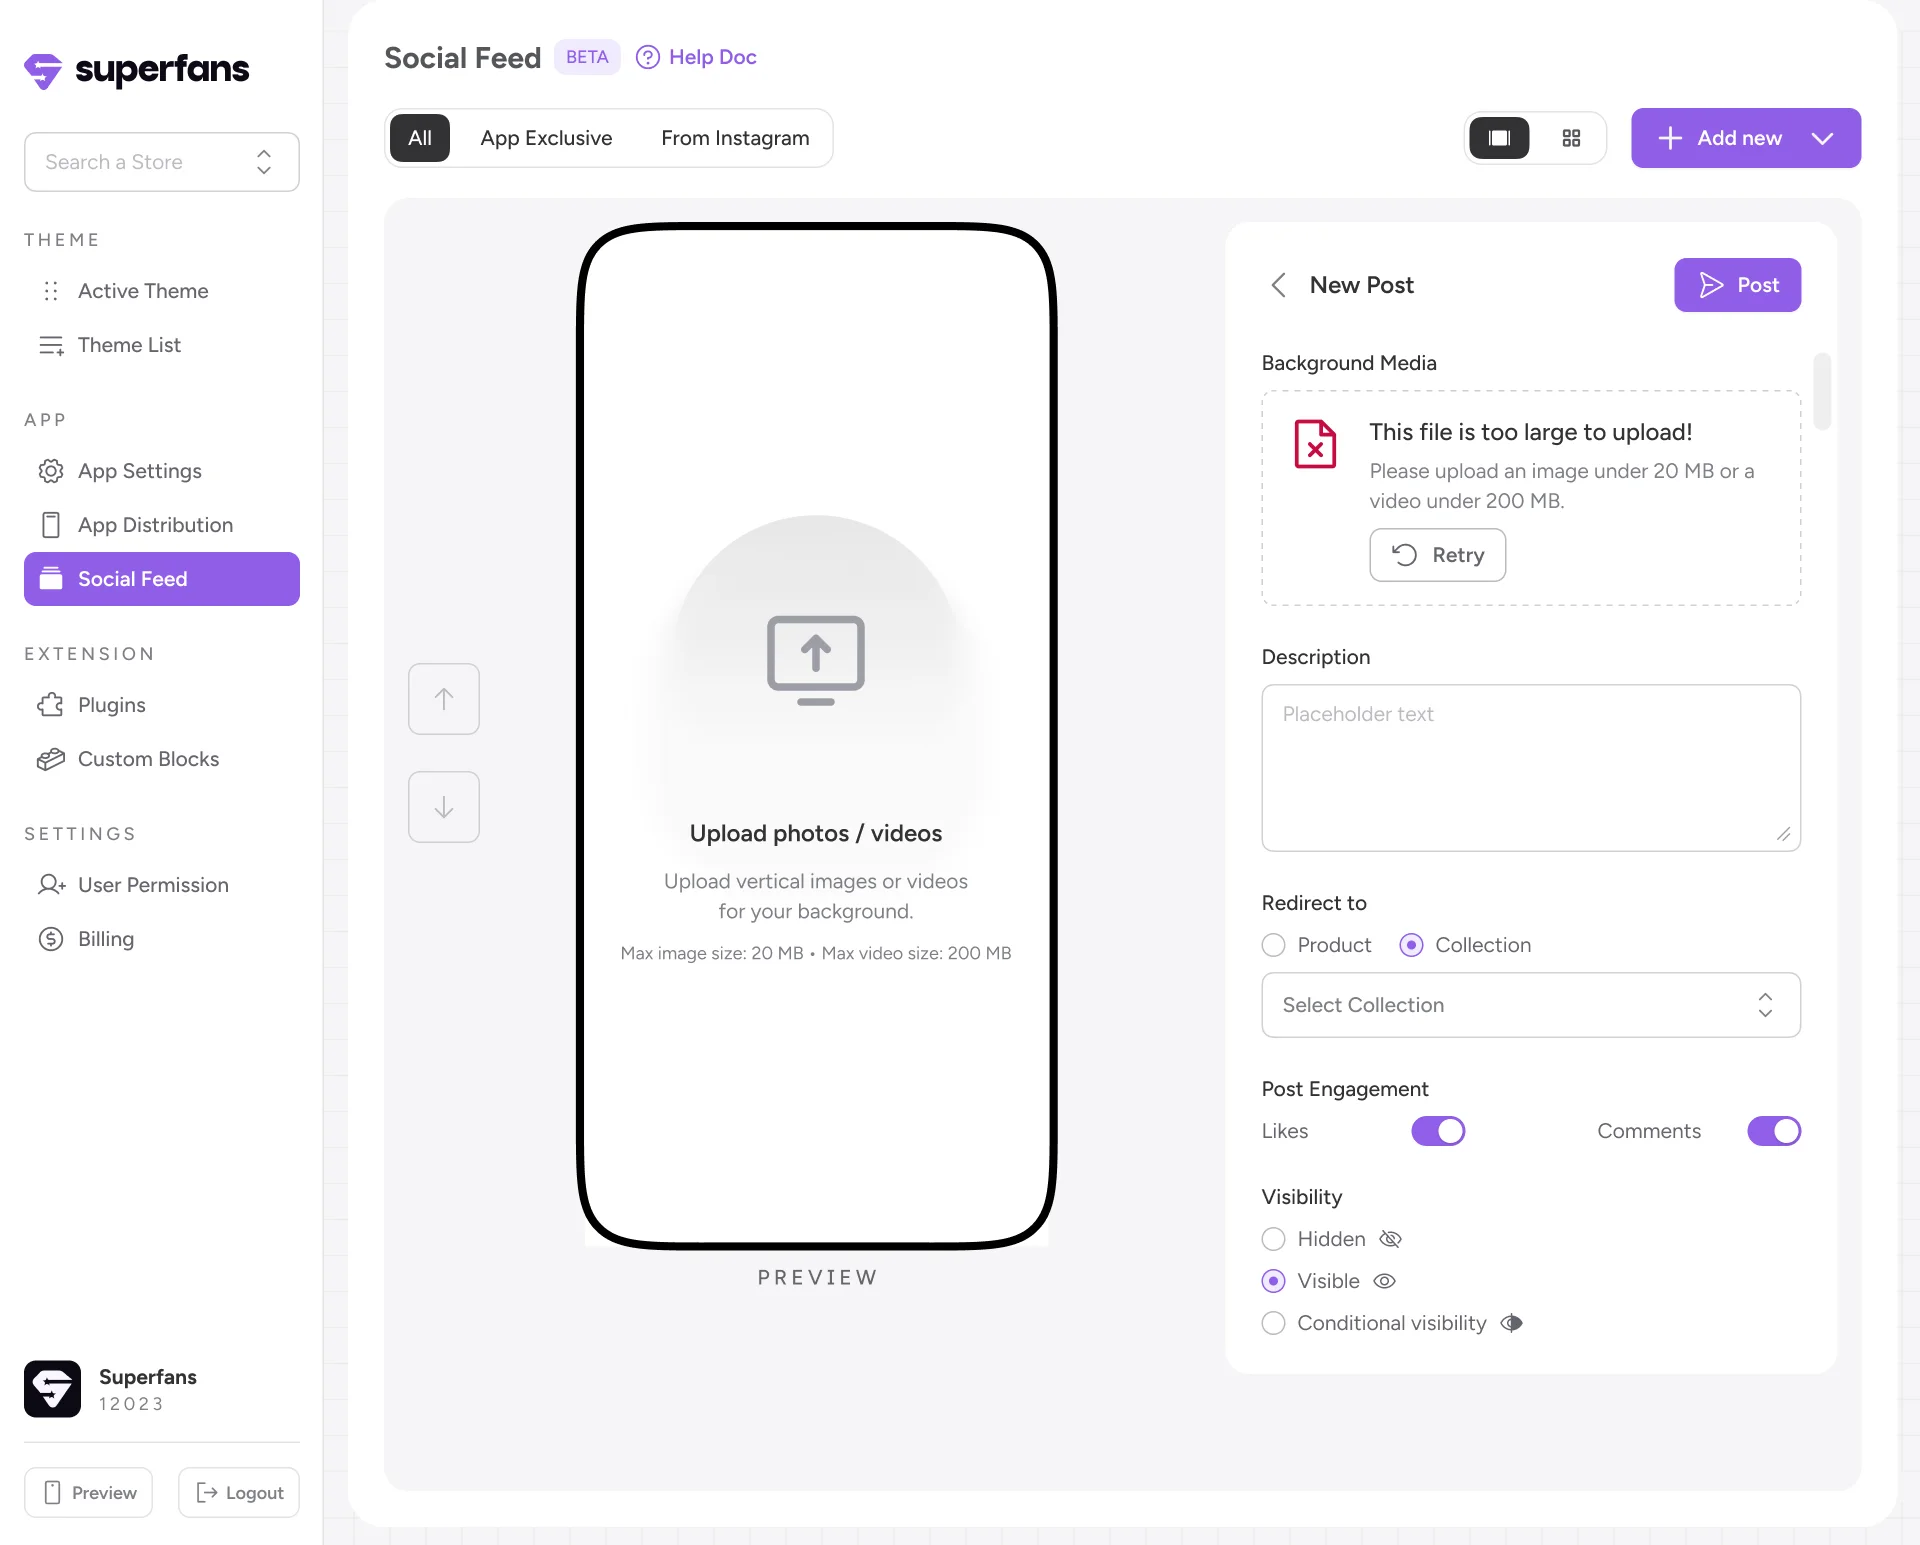 superfans
Search a Store
THEME
Active Theme
Theme List
APP
App Settings
App Distribution
Social Feed
EXTENSION
Plugins
Custom Blocks
SETTINGS
User Permission
Billing
Superfans
12023
Preview
Logout
Social Feed
BETA
Help Doc
All
App Exclusive
From Instagram
Add new
Upload photos / videos
Upload vertical images or videos
for your background.
Max image size: 20 MB • Max video size: 200 MB
PREVIEW
New Post
Post
Background Media
This file is too large to upload!
Please upload an image under 20 MB or a
video under 200 MB.
Retry
Description
Placeholder text
Redirect to
Product
Collection
Select Collection
Post Engagement
Likes
Comments
Visibility
Hidden
Visible
Conditional visibility